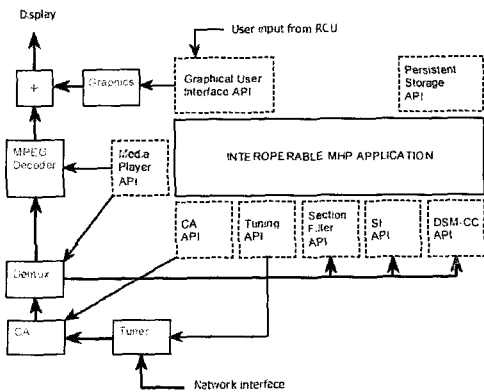 Display
User input from RCU
+
Graphics
Graphical User
Interface API
Persistent
Storage
API
MPEG
Decoder
Media
Player
API
INTEROPERABLE MHP APPLICATION
CA
API
Tuning
API
Section
Filter
API
SI
API
DSM-CC
API
Demux
CA
Tuner
Network interface